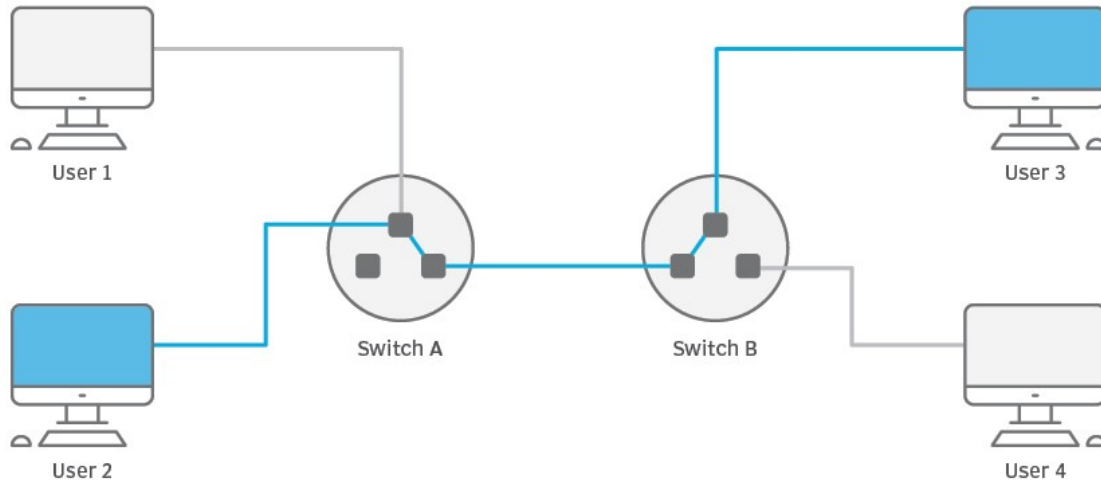 User 1
User 3
Switch A
Switch B
User 2
User 4